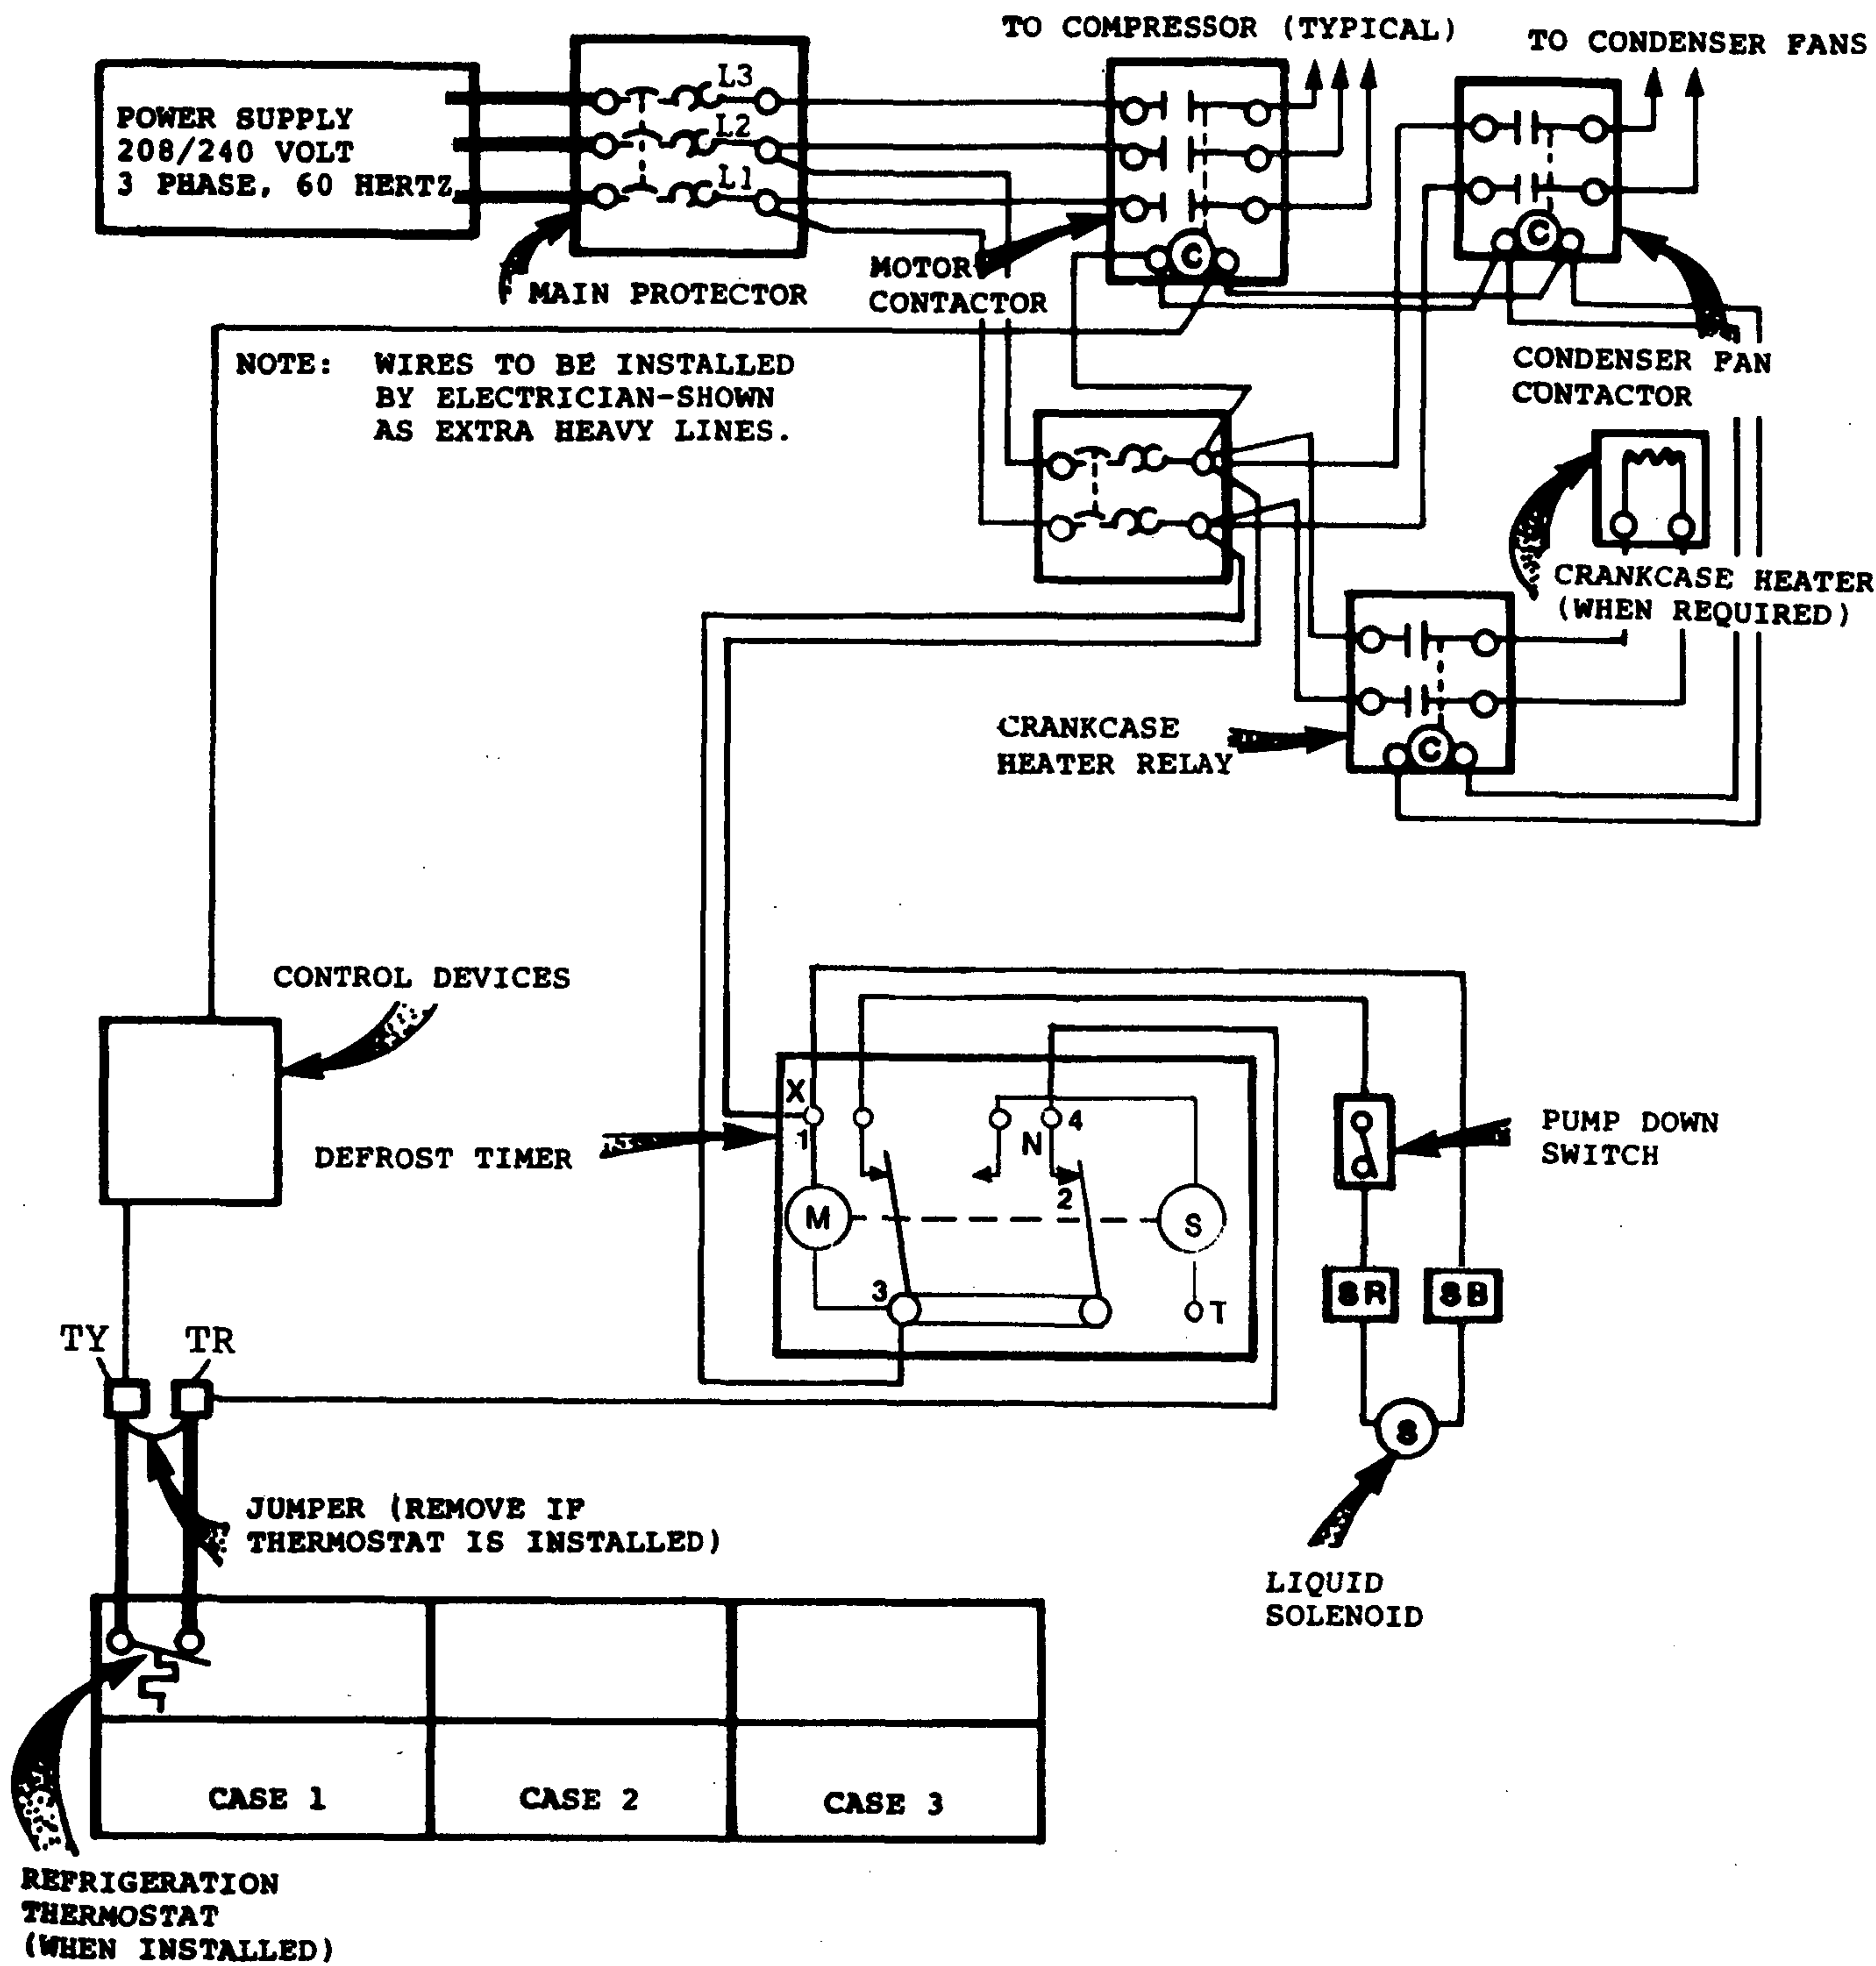 TO COMPRESSOR (TYPICAL)
TO CONDENSER FANS
POWER SUPPLY
208/240 VOLT
3 PHASE, 60 HERTZ
L3
L2
L1
C
C
MAIN PROTECTOR
MOTOR
CONTACTOR
NOTE: WIRES TO BE INSTALLED
BY ELECTRICIAN-SHOWN
AS EXTRA HEAVY LINES.
CONDENSER FAN
CONTACTOR
CRANKCASE HEATER
(WHEN REQUIRED)
CRANKCASE
HEATER RELAY
C
CONTROL DEVICES
DEFROST TIMER
X
1
N
4
2
M
S
3
T
PUMP DOWN
SWITCH
SR
SB
S
LIQUID
SOLENOID
TY
TR
JUMPER (REMOVE IF
THERMOSTAT IS INSTALLED)
CASE 1
CASE 2
CASE 3
REFRIGERATION
THERMOSTAT
(WHEN INSTALLED)